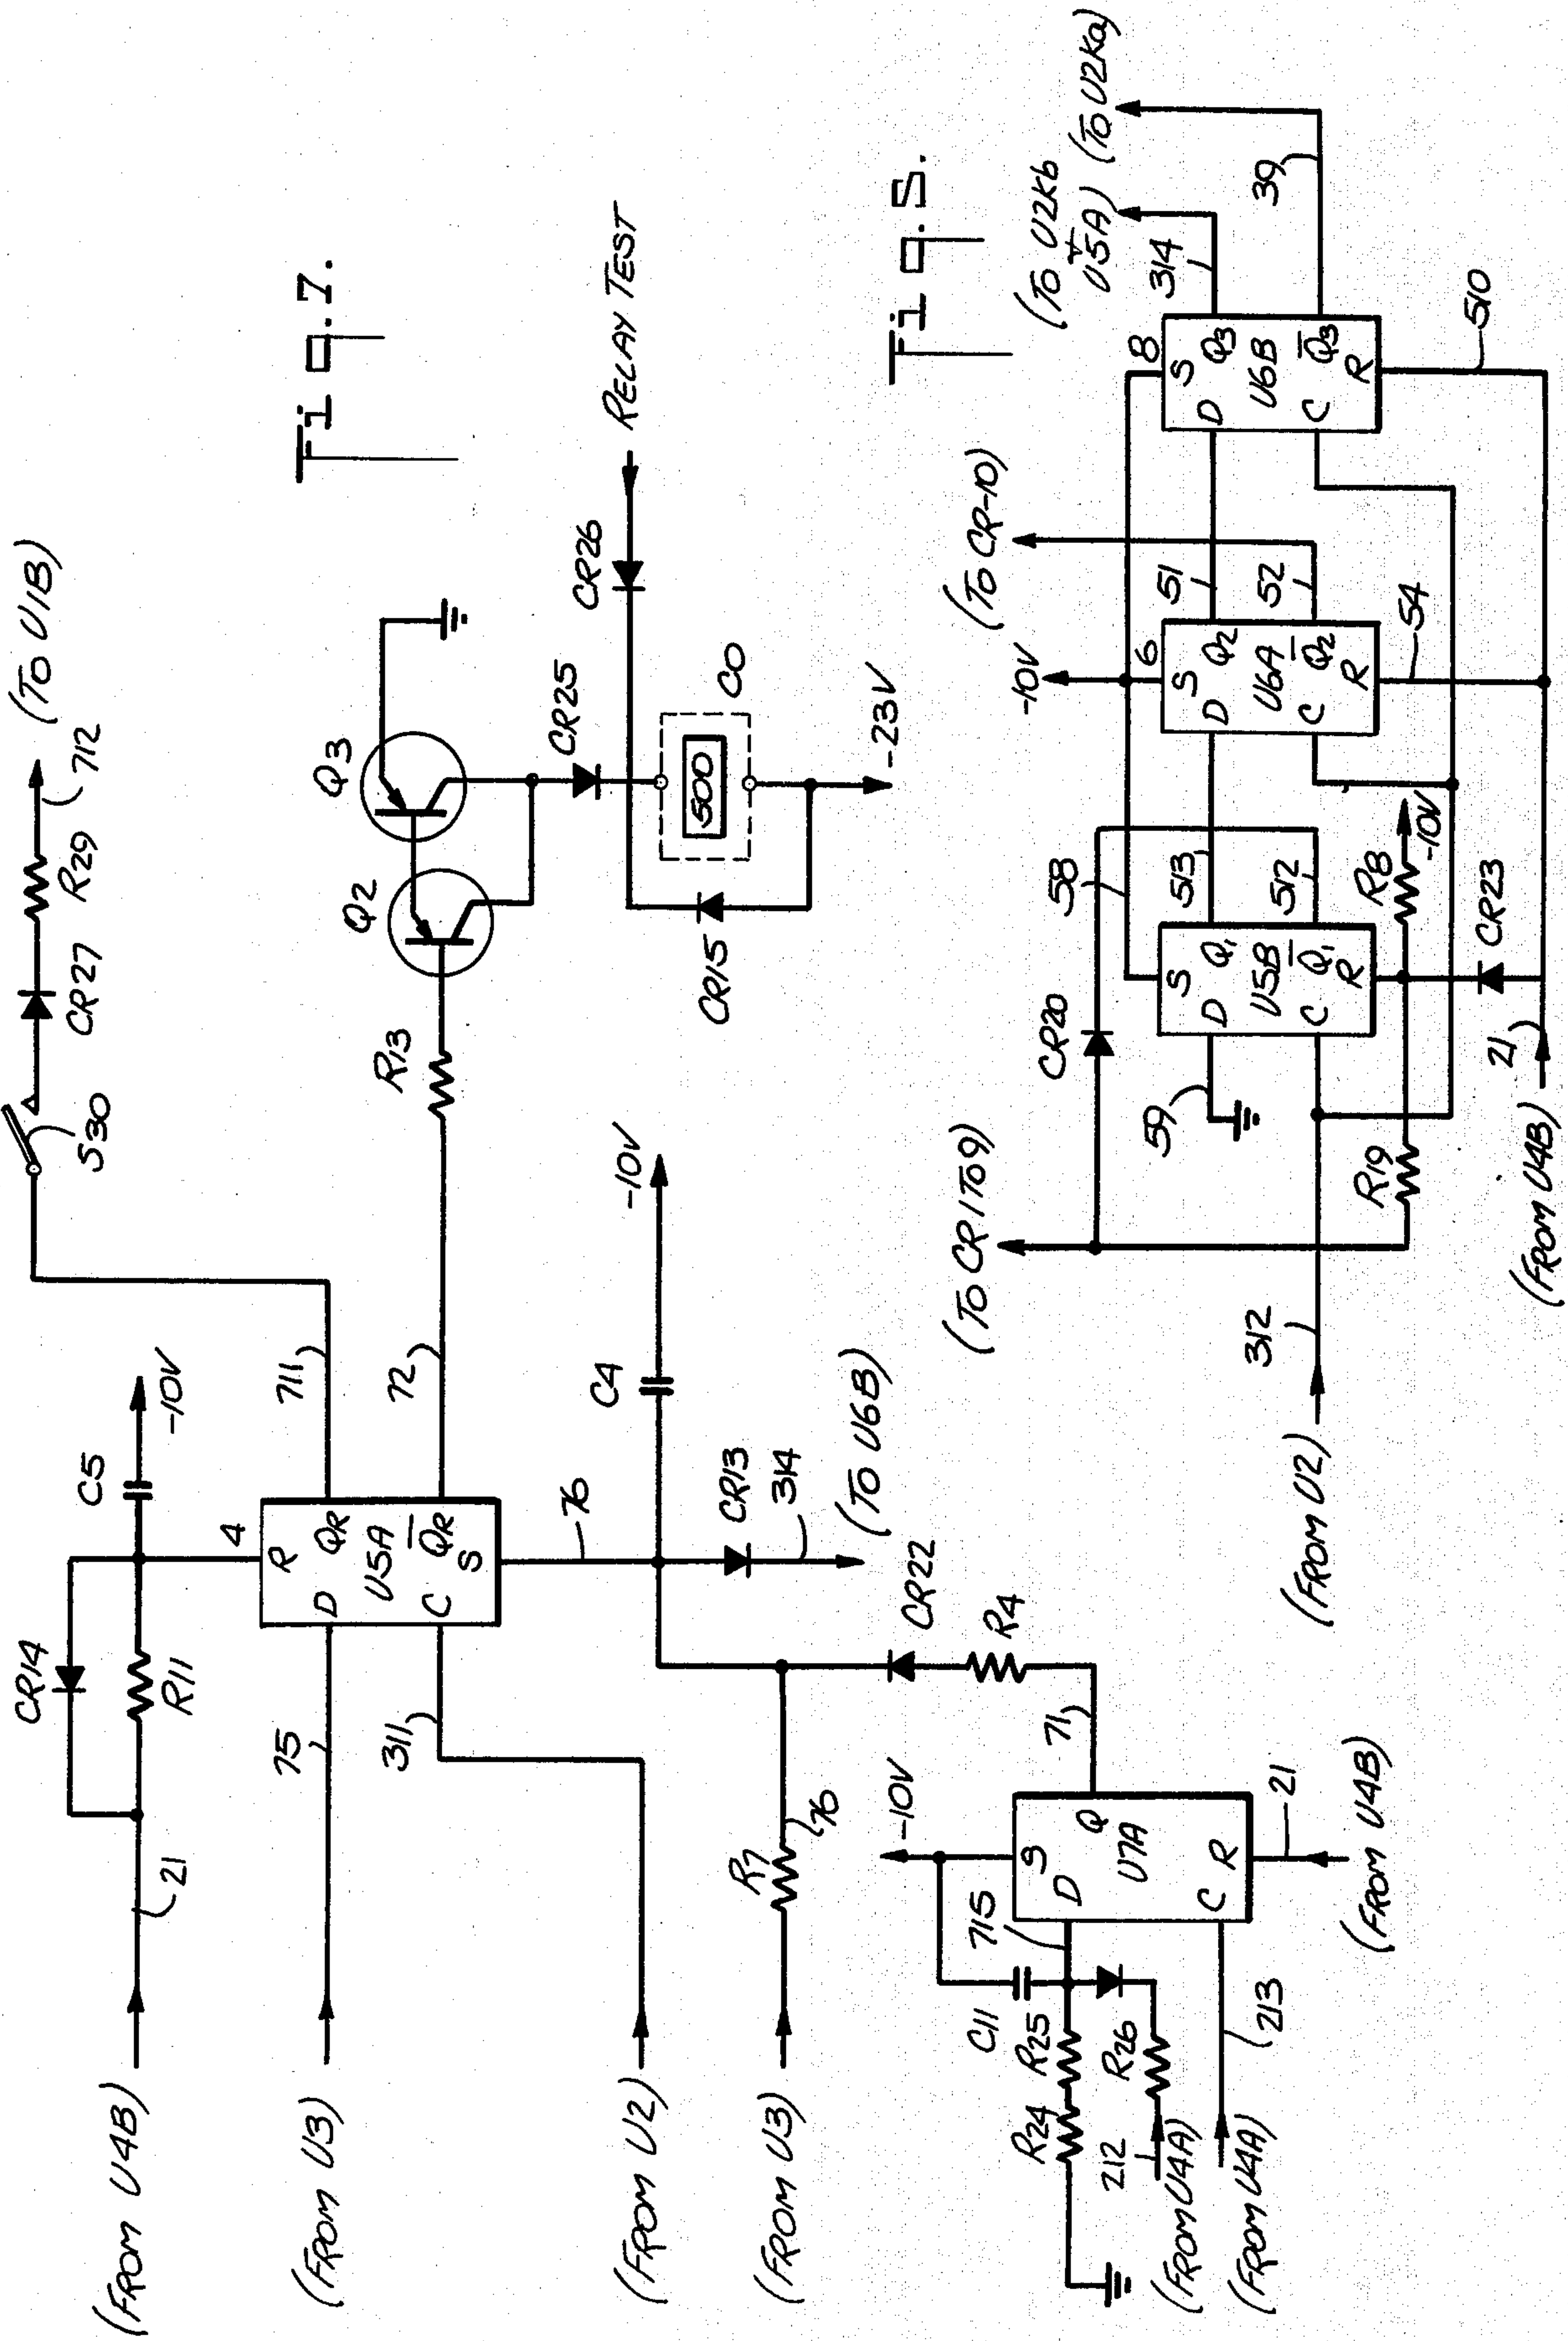 Fig. 7.
(FROM U4B)
21
CR14
R11
C5
-10V
4
R
D
QR
U5A
C
Q̅R
S
(FROM U3)
75
(FROM U2)
311
711
S30
CR27
R29
712
(TO U1B)
72
R13
Q2
Q3
CR25
CR26
RELAY TEST
CR15
500
CO
-23V
76
C4
-10V
CR13
314
(TO U6B)
(FROM U3)
R7
76
CR22
R4
71
-10V
S
D
Q
U7A
C
R
21
(FROM U4B)
715
C11
R25
R24
R26
212
(FROM U4A)
213
(FROM U4A)
Fig. 5.
(TO CR 1 TO 9)
CR20
58
-10V
(TO CR-10)
(TO U2Kb
+ U5A)
(TO U2Ka)
314
39
59
S
D
Q1
U5B
C
Q̅1
R
513
512
6
S
D
Q2
U6A
C
Q̅2
R
51
52
54
8
S
D
Q3
U6B
C
Q̅3
R
510
312
(FROM U2)
R19
R8
-10V
CR23
21
(FROM U4B)